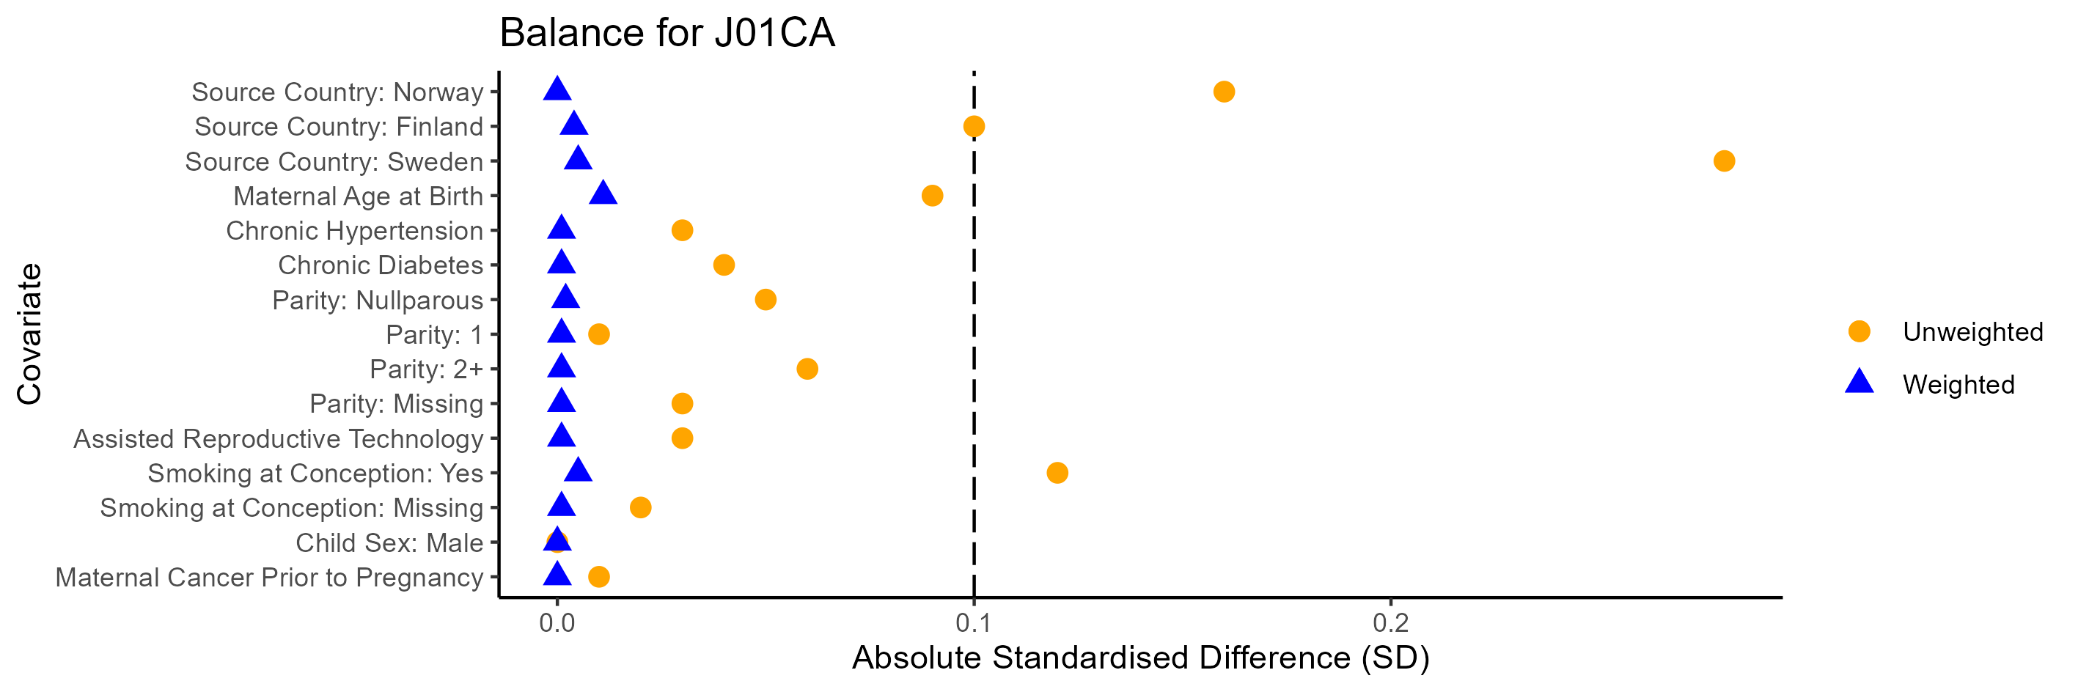 Balance for J01CA
Covariate
Source Country: Norway
Source Country: Finland
Source Country: Sweden
Maternal Age at Birth
Chronic Hypertension
Chronic Diabetes
Parity: Nullparous
Parity: 1
Parity: 2+
Parity: Missing
Assisted Reproductive Technology
Smoking at Conception: Yes
Smoking at Conception: Missing
Child Sex: Male
Maternal Cancer Prior to Pregnancy
0.0 0.1 0.2
Absolute Standardised Difference (SD)
Unweighted
Weighted